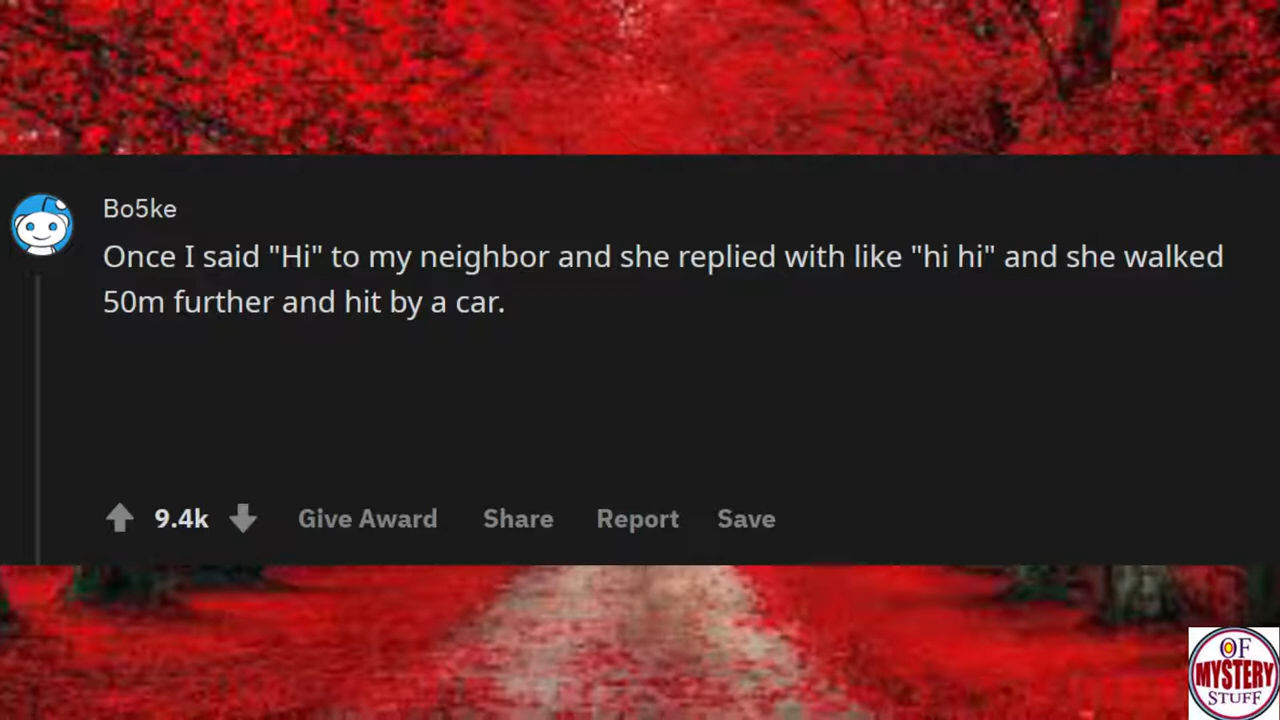 Bo5ke
Once I said "Hi" to my neighbor and she replied with like "hi hi" and she walked
50m further and hit by a car.
9.4k Give Award Share Report Save
OF
MYSTERY
STUFF